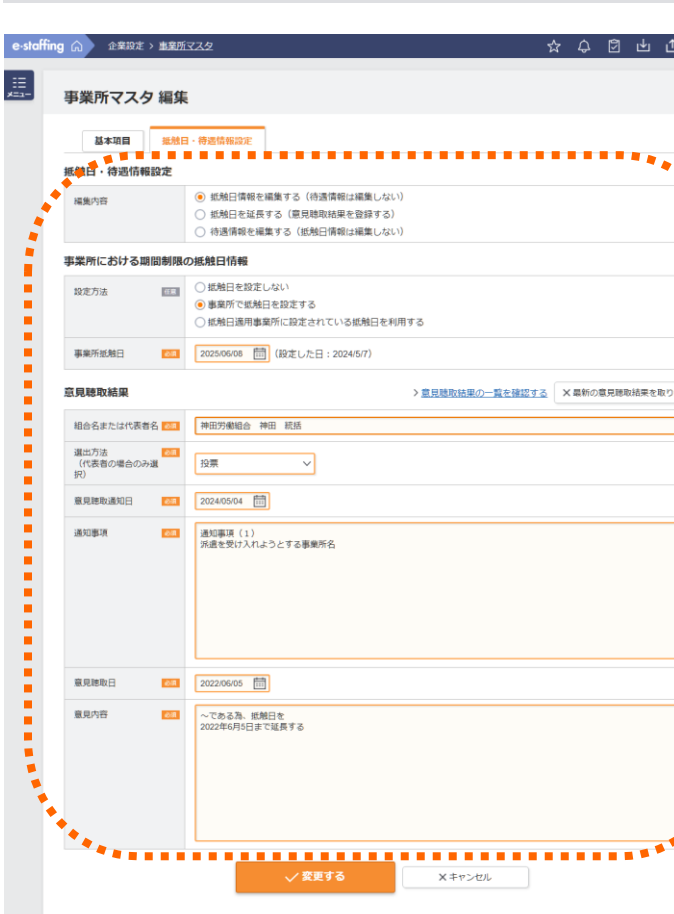 e-staffing 企業設定 > 事業所マスタ
メニュー
事業所マスタ 編集
基本項目 抵触日・待遇情報設定
抵触日・待遇情報設定
編集内容
抵触日情報を編集する（待遇情報は編集しない）
抵触日を延長する（意見聴取結果を登録する）
待遇情報を編集する（抵触日情報は編集しない）
事業所における期間制限の抵触日情報
設定方法 任意
抵触日を設定しない
事業所で抵触日を設定する
抵触日適用事業所に設定されている抵触日を利用する
事業所抵触日 必須 2025/06/08 （設定した日：2024/5/7）
意見聴取結果 >意見聴取結果の一覧を確認する ×最新の意見聴取結果を取り
組合名または代表者名 必須 神田労働組合 神田 統括
選出方法 必須
（代表者の場合のみ選
択）
投票
意見聴取通知日 必須 2024/05/04
通知事項 必須 通知事項（１）
派遣を受け入れようとする事業所名
意見聴取日 必須 2022/06/05
意見内容 必須 ～である為、抵触日を
2022年6月5日まで延長する
変更する ×キャンセル